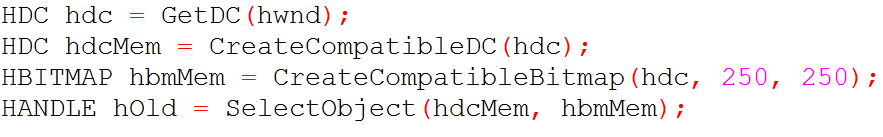 HDC hdc = GetDC(hwnd);
HDC hdcMem = CreateCompatibleDC(hdc);
HBITMAP hbmMem = CreateCompatibleBitmap(hdc, 250, 250);
HANDLE hOld = SelectObject(hdcMem, hbmMem);